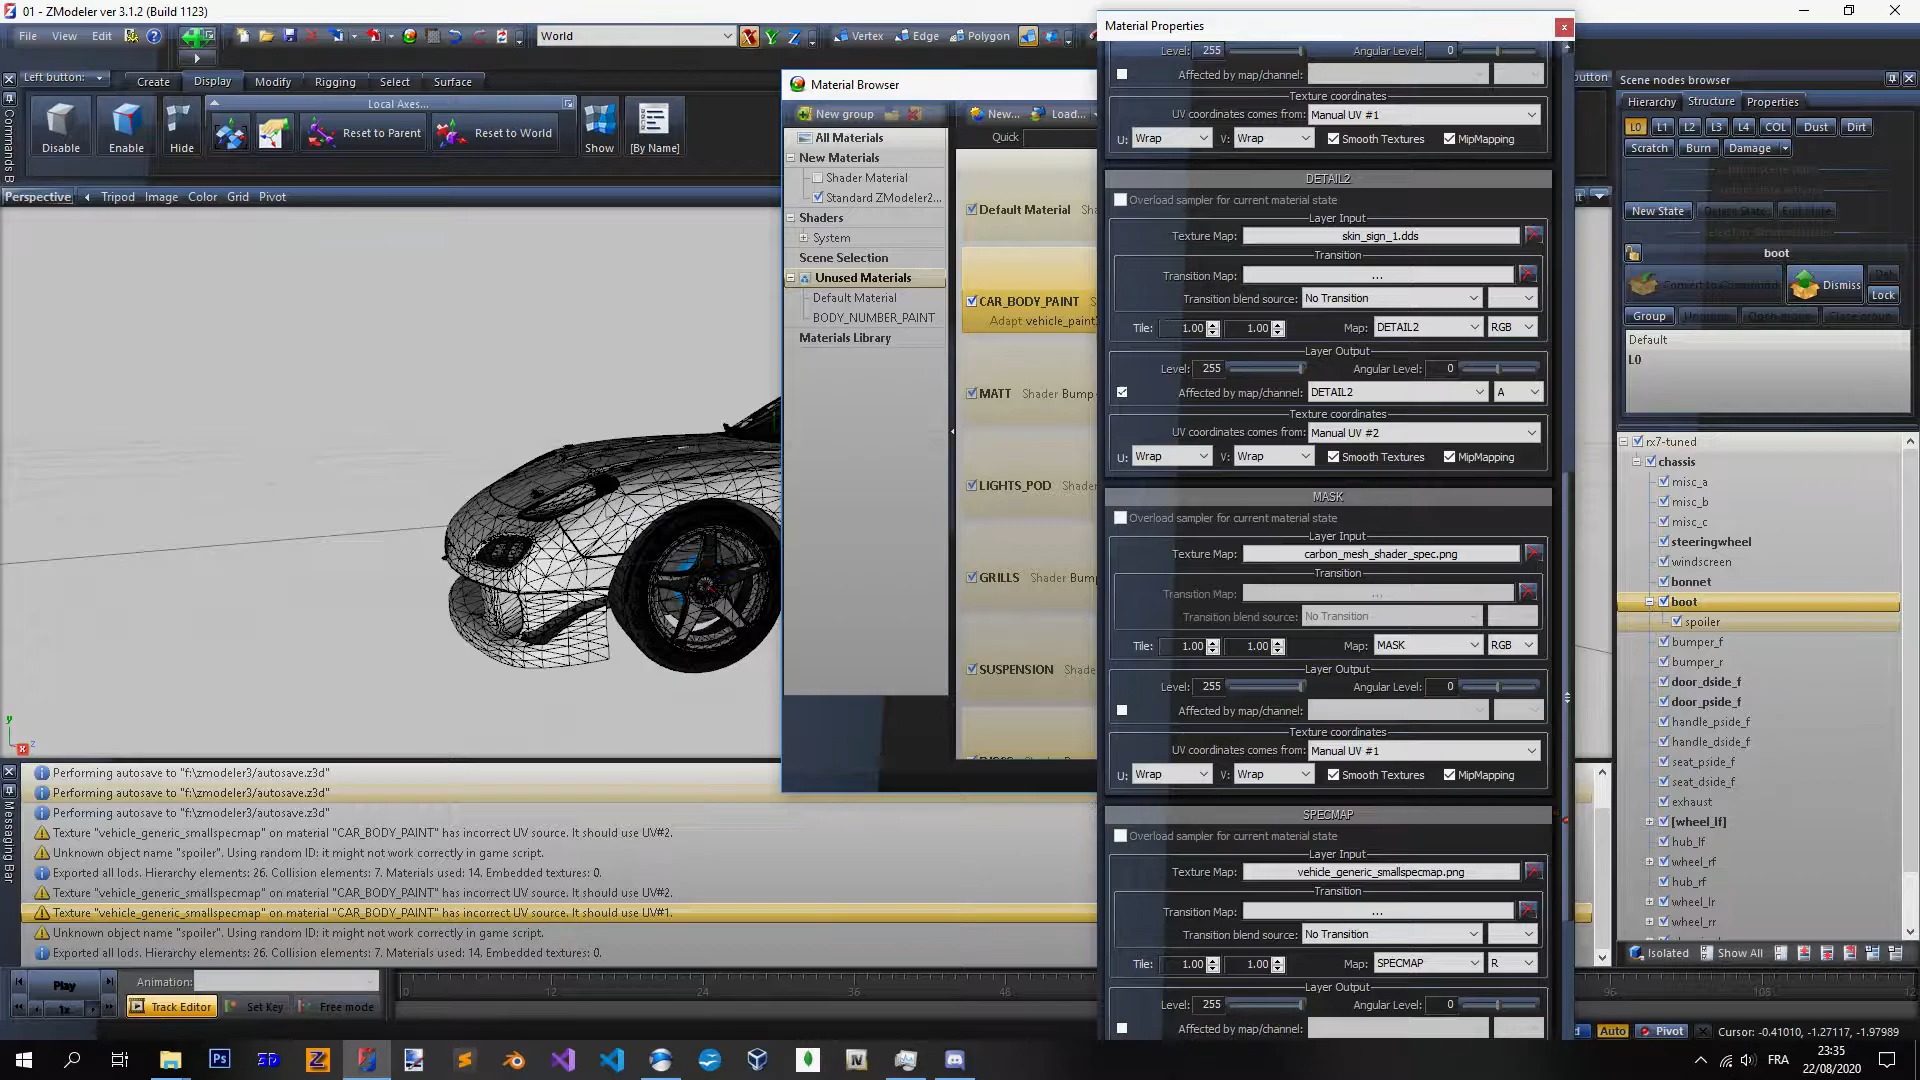 01 - ZModeler ver 3.1.2 (Build 1123)
File View Edit
World
Vertex Edge Polygon
Left button:
Create Display Modify Rigging Select Surface
Commands B
Disable
Enable
Hide
Local Axes...
Reset to Parent
Reset to World
Show
[By Name]
Perspective Tripod Image Color Grid Pivot
Material Browser
New group
New... Load...
Quick
All Materials
New Materials
Shader Material
Standard ZModeler2...
Shaders
System
Scene Selection
Unused Materials
Default Material
BODY_NUMBER_PAINT
Materials Library
Default Material
CAR_BODY_PAINT
Adapt vehicle_paint
MATT Shader Bump
LIGHTS_POD Shader
GRILLS Shader Bump
SUSPENSION Shade
Material Properties
Level: 255 Angular Level: 0
Affected by map/channel:
Texture coordinates
UV coordinates comes from: Manual UV #1
U: Wrap V: Wrap Smooth Textures MipMapping
DETAIL2
Overload sampler for current material state
Layer Input
Texture Map: skin_sign_1.dds
Transition
Transition Map: ...
Transition blend source: No Transition
Tile: 1.00 1.00 Map: DETAIL2 RGB
Layer Output
Level: 255 Angular Level: 0
Affected by map/channel: DETAIL2 A
Texture coordinates
UV coordinates comes from: Manual UV #2
U: Wrap V: Wrap Smooth Textures MipMapping
MASK
Overload sampler for current material state
Layer Input
Texture Map: carbon_mesh_shader_spec.png
Transition
Transition Map: ...
Transition blend source: No Transition
Tile: 1.00 1.00 Map: MASK RGB
Layer Output
Level: 255 Angular Level: 0
Affected by map/channel:
Texture coordinates
UV coordinates comes from: Manual UV #1
U: Wrap V: Wrap Smooth Textures MipMapping
SPECMAP
Overload sampler for current material state
Layer Input
Texture Map: vehicle_generic_smallspecmap.png
Transition
Transition Map: ...
Transition blend source: No Transition
Tile: 1.00 1.00 Map: SPECMAP R
Layer Output
Level: 255 Angular Level: 0
Affected by map/channel:
button
Scene nodes browser
Hierarchy Structure Properties
L0 L1 L2 L3 L4 COL Dust Dirt
Scratch Burn Damage
New State
boot
Dismiss
Lock
Group
Default
L0
rx7-tuned
chassis
misc_a
misc_b
misc_c
steeringwheel
windscreen
bonnet
boot
spoiler
bumper_f
bumper_r
door_dside_f
door_pside_f
handle_pside_f
handle_dside_f
seat_pside_f
seat_dside_f
exhaust
[wheel_lf]
hub_lf
wheel_rf
hub_rf
wheel_lr
wheel_rr
Isolated Show All
Messaging Bar
Performing autosave to "f:\zmodeler3/autosave.z3d"
Performing autosave to "f:\zmodeler3/autosave.z3d"
Performing autosave to "f:\zmodeler3/autosave.z3d"
Texture "vehicle_generic_smallspecmap" on material "CAR_BODY_PAINT" has incorrect UV source. It should use UV#2.
Unknown object name "spoiler". Using random ID: it might not work correctly in game script.
Exported all lods. Hierarchy elements: 26. Collision elements: 7. Materials used: 14. Embedded textures: 0.
Texture "vehicle_generic_smallspecmap" on material "CAR_BODY_PAINT" has incorrect UV source. It should use UV#2.
Texture "vehicle_generic_smallspecmap" on material "CAR_BODY_PAINT" has incorrect UV source. It should use UV#1.
Unknown object name "spoiler". Using random ID: it might not work correctly in game script.
Exported all lods. Hierarchy elements: 26. Collision elements: 7. Materials used: 14. Embedded textures: 0.
Play
1x
Animation:
Track Editor Set Key Free mode
0 12 24 36 48 96 108 12
Auto Pivot Cursor: -0.41010, -1.27117, -1.97989
FRA
23:35
22/08/2020